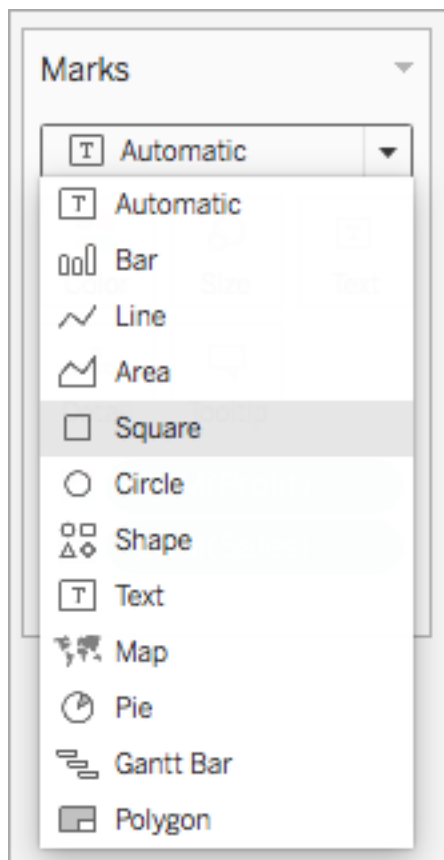 Marks
Automatic
Automatic
Bar
Line
Area
Square
Circle
Shape
Text
Map
Pie
Gantt Bar
Polygon